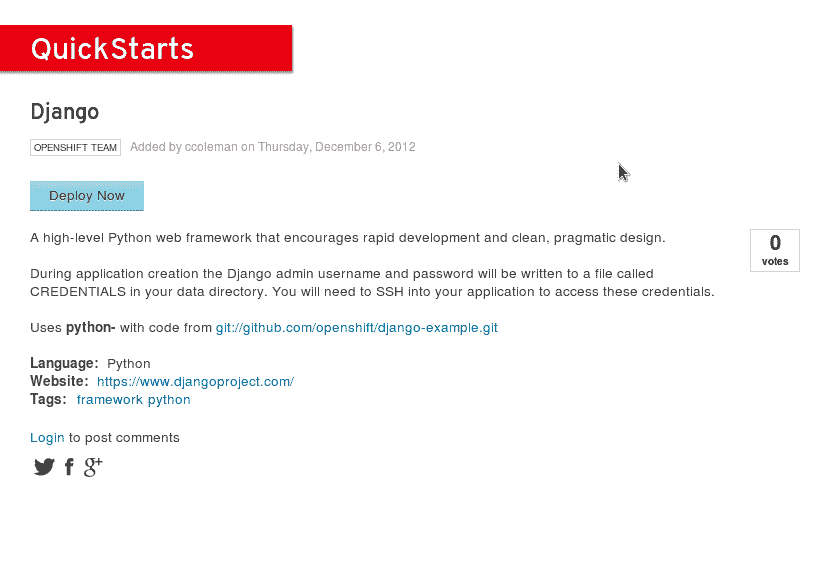 QuickStarts
Django
OPENSHIFT TEAM Added by ccoleman on Thursday, December 6, 2012
Deploy Now
A high-level Python web framework that encourages rapid development and clean, pragmatic design.
0
votes
During application creation the Django admin username and password will be written to a file called
CREDENTIALS in your data directory. You will need to SSH into your application to access these credentials.
Uses python- with code from git://github.com/openshift/django-example.git
Language: Python
Website: https://www.djangoproject.com/
Tags: framework python
Login to post comments